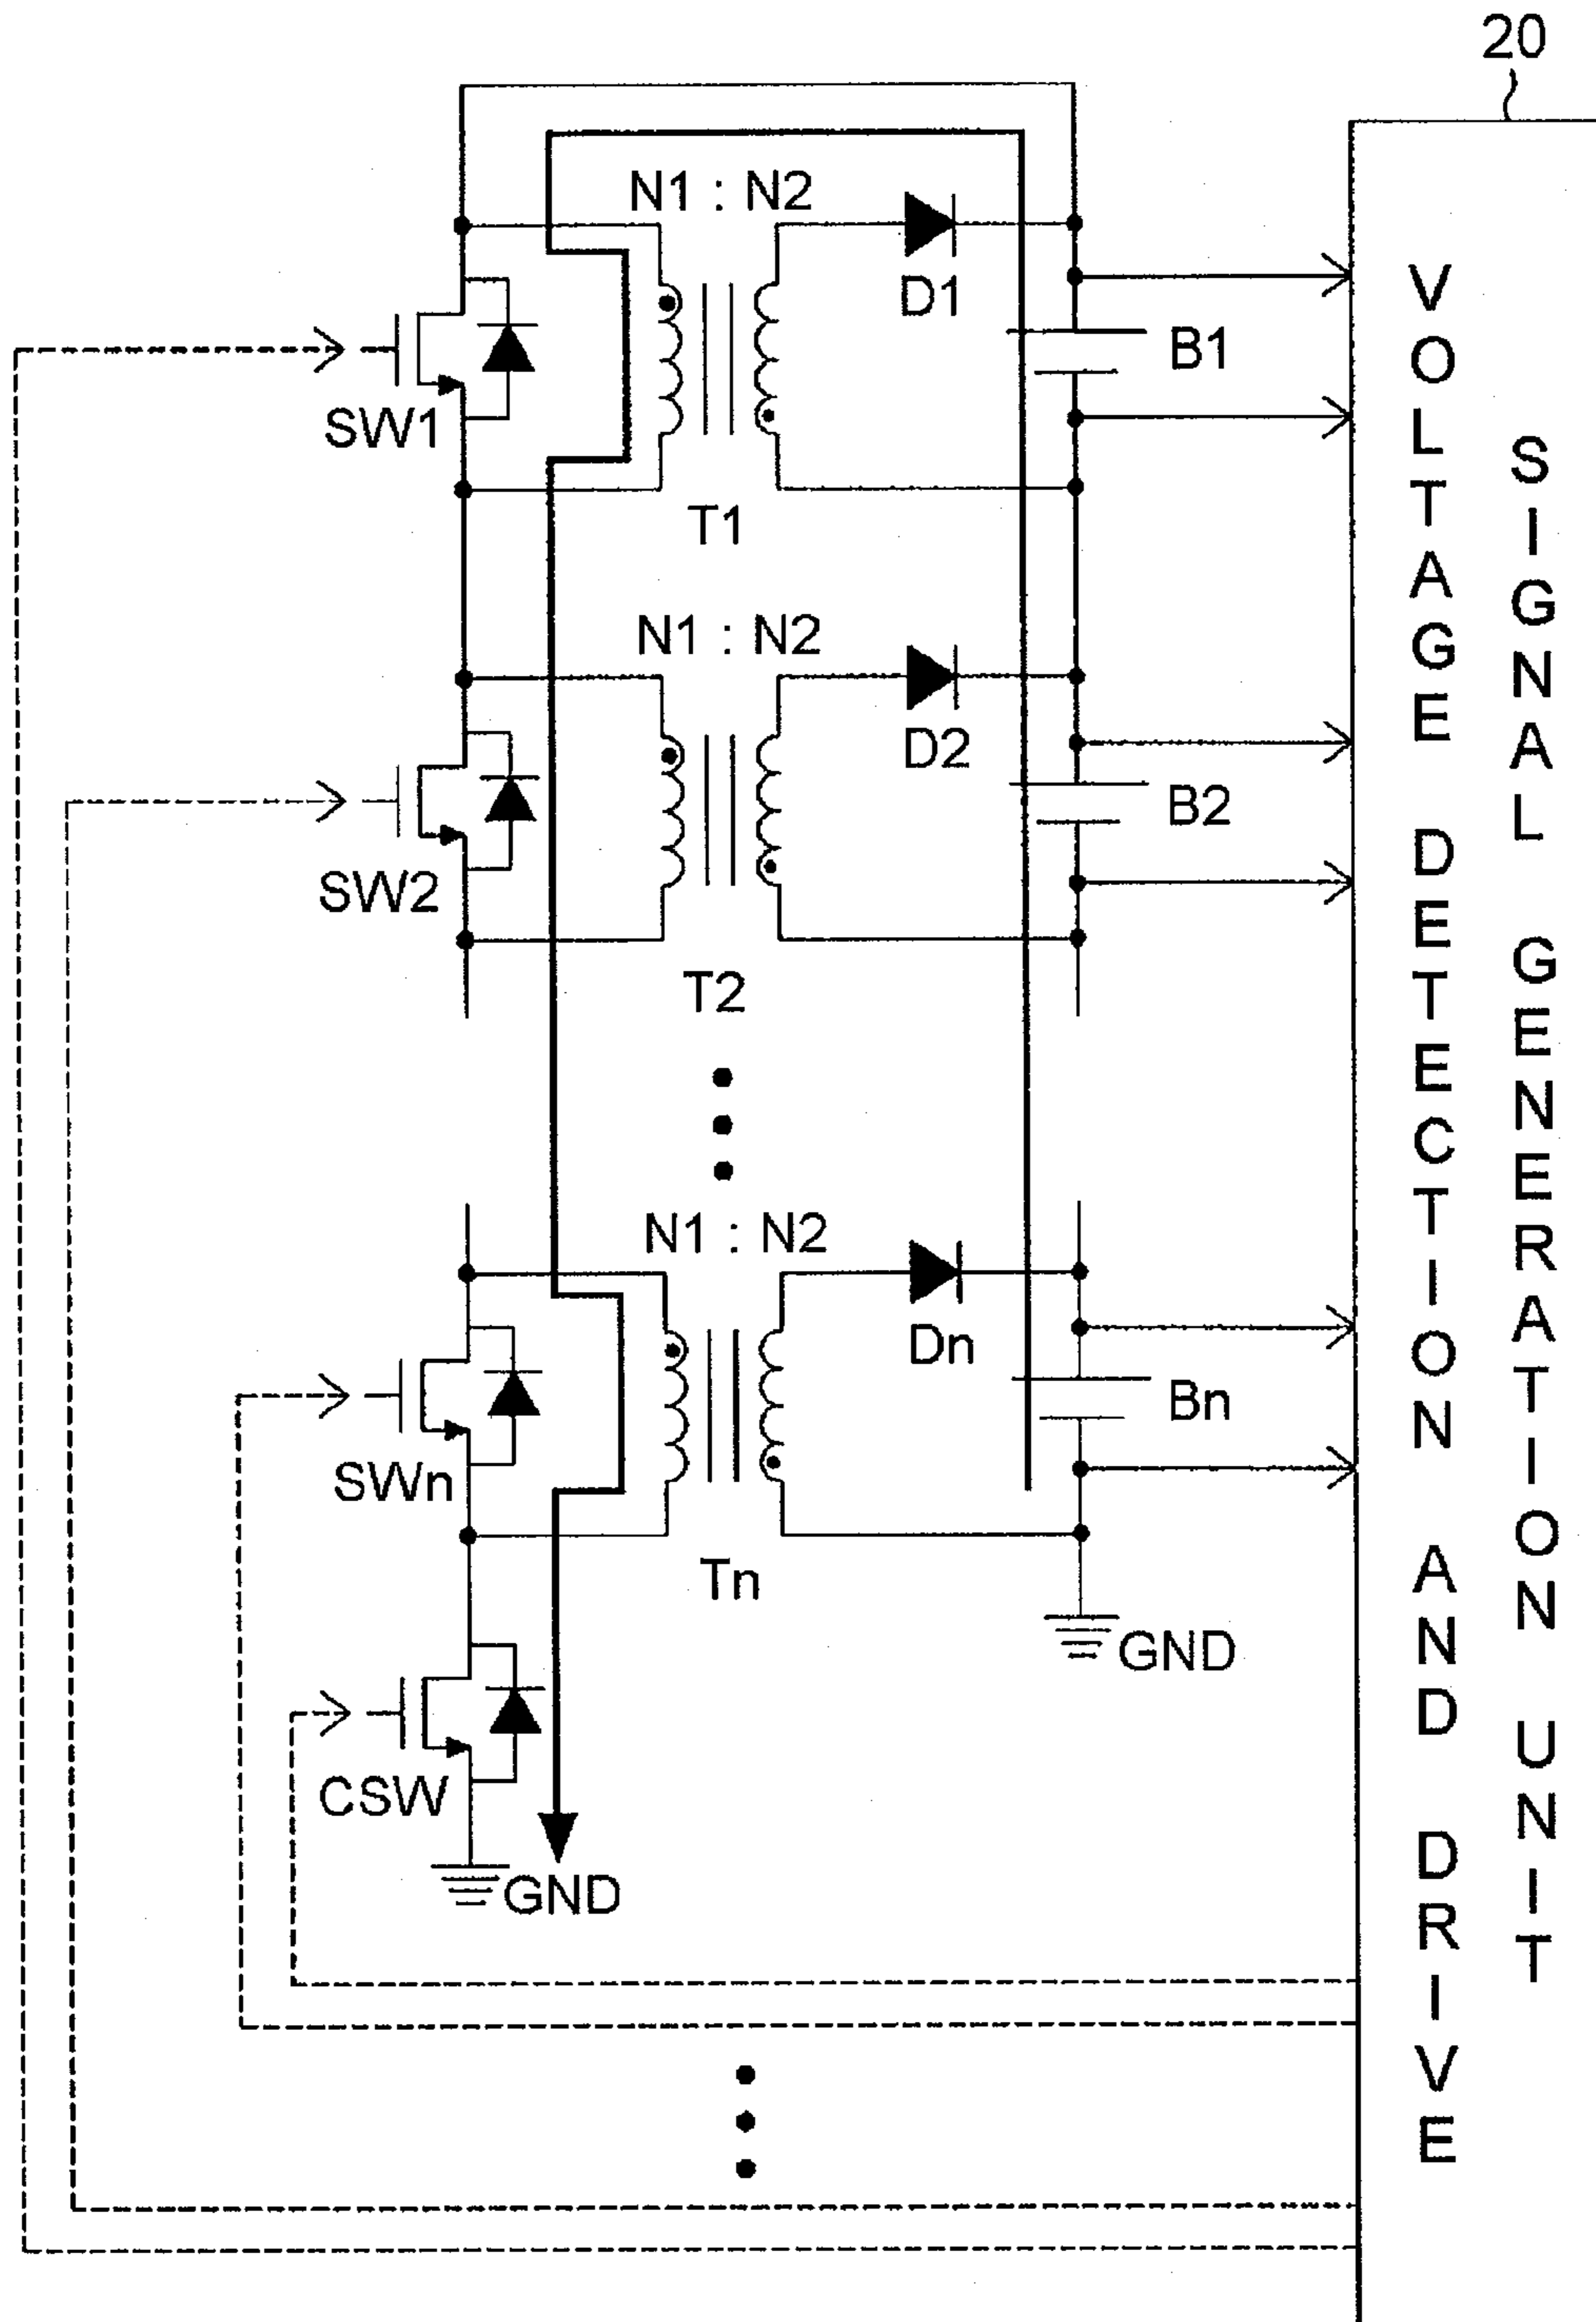 20
N1 : N2
D1
B1
SW1
T1
N1 : N2
D2
B2
SW2
T2
N1 : N2
Dn
Bn
SWn
Tn
GND
CSW
GND
VOLTAGE DETECTION AND DRIVE
SIGNAL GENERATION UNIT